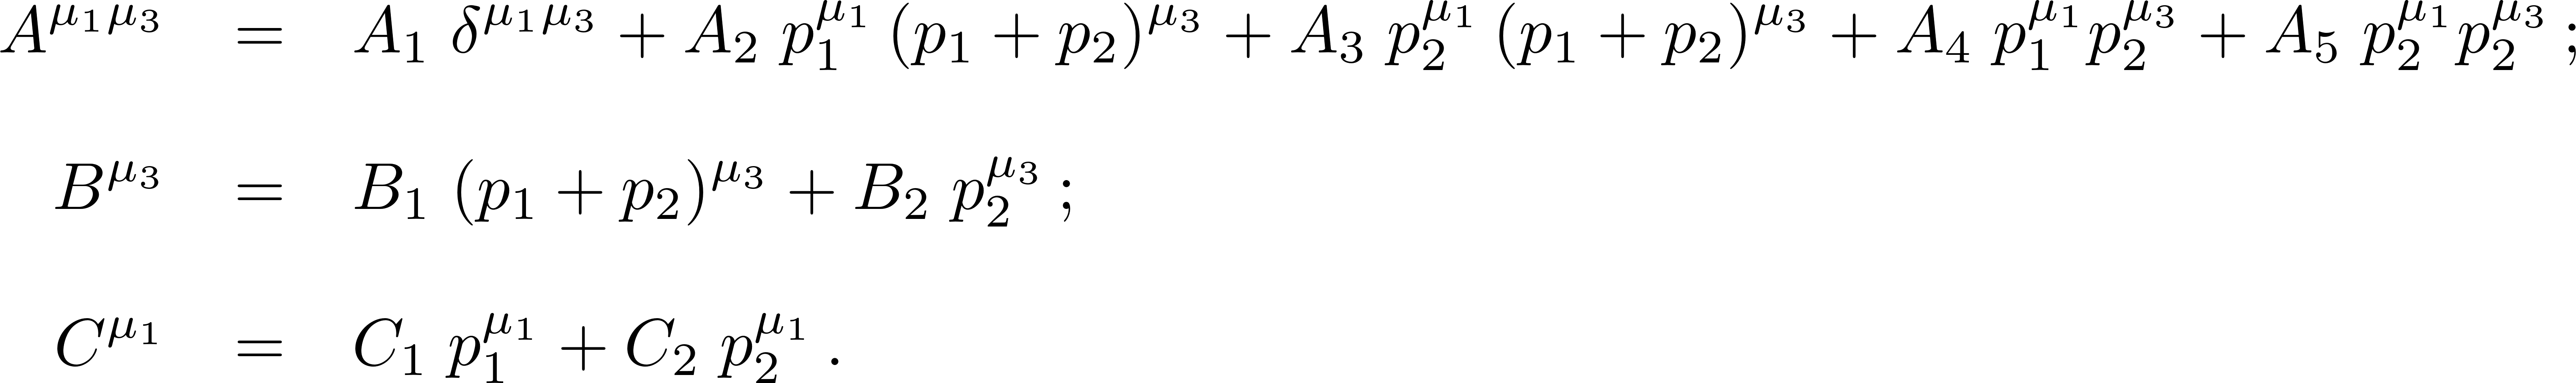 $A^{\mu_1\mu_3} = A_1\ \delta^{\mu_1\mu_3} + A_2\ p_1^{\mu_1}\,(p_1+p_2)^{\mu_3} + A_3\ p_2^{\mu_1}\,(p_1+p_2)^{\mu_3} + A_4\ p_1^{\mu_1}p_2^{\mu_3} + A_5\ p_2^{\mu_1}p_2^{\mu_3}\ ;$
$B^{\mu_3} = B_1\ (p_1+p_2)^{\mu_3} + B_2\ p_2^{\mu_3}\ ;$
$C^{\mu_1} = C_1\ p_1^{\mu_1} + C_2\ p_2^{\mu_1}\ .$